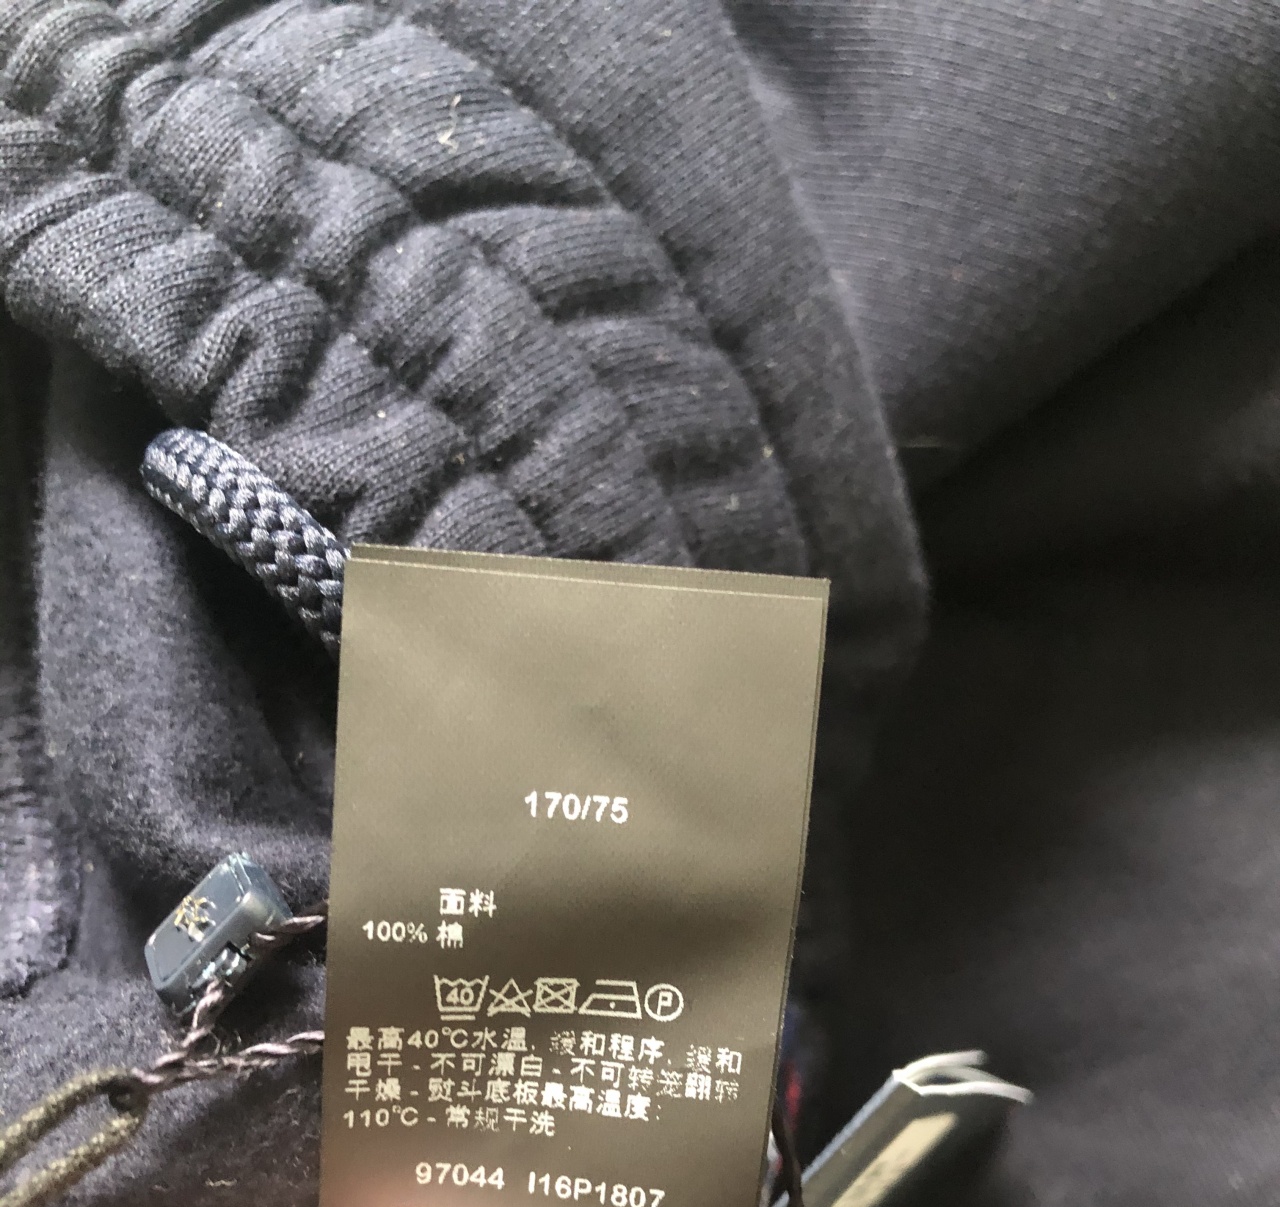 170/75
面料
100% 棉
40 P
最高40℃水温, 缓和程序, 缓和
甩干 - 不可漂白 - 不可转笼翻转
干燥 - 熨斗底板最高温度:
110℃ - 常规干洗
97044 I16P1807